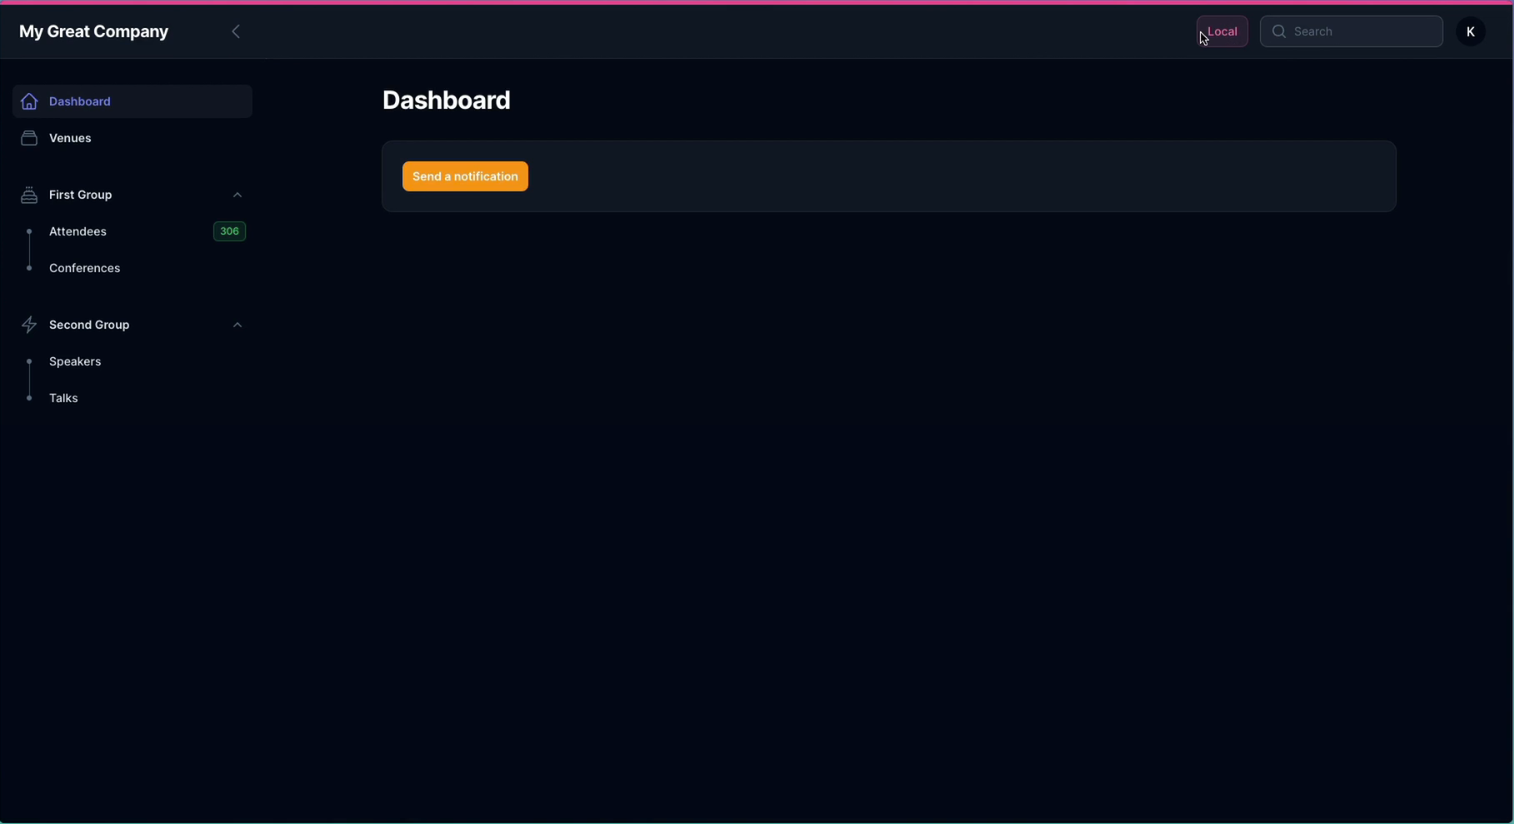 My Great Company
Local
Search
K
Dashboard
Venues
First Group
Attendees
306
Conferences
Second Group
Speakers
Talks
Dashboard
Send a notification